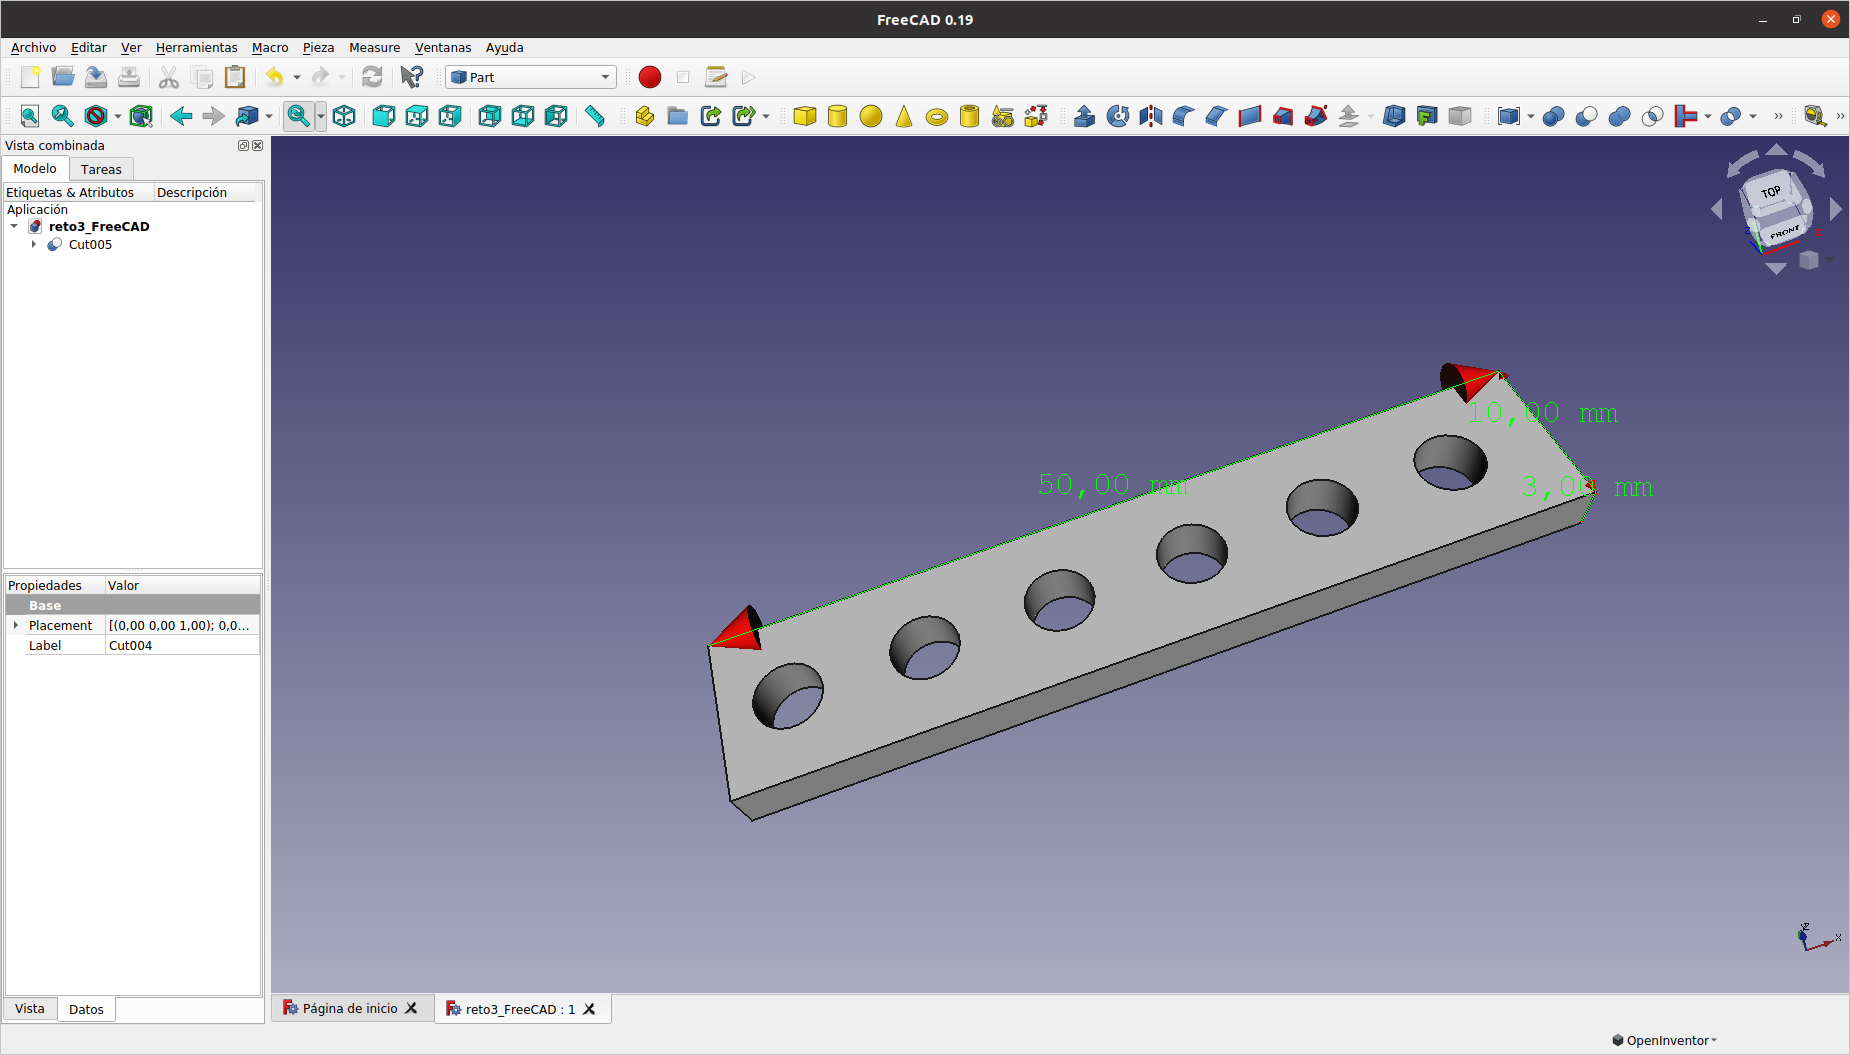 FreeCAD 0.19
Archivo Editar Ver Herramientas Macro Pieza Measure Ventanas Ayuda
Part
Vista combinada
Modelo Tareas
Etiquetas & Atributos Descripción
Aplicación
reto3_FreeCAD
Cut005
TOP
FRONT
Z
X
10,00 mm
50,00 mm
3,00 mm
Propiedades Valor
Base
Placement [(0,00 0,00 1,00); 0,0...
Label Cut004
Z
X
Vista Datos
Página de inicio reto3_FreeCAD : 1
OpenInventor